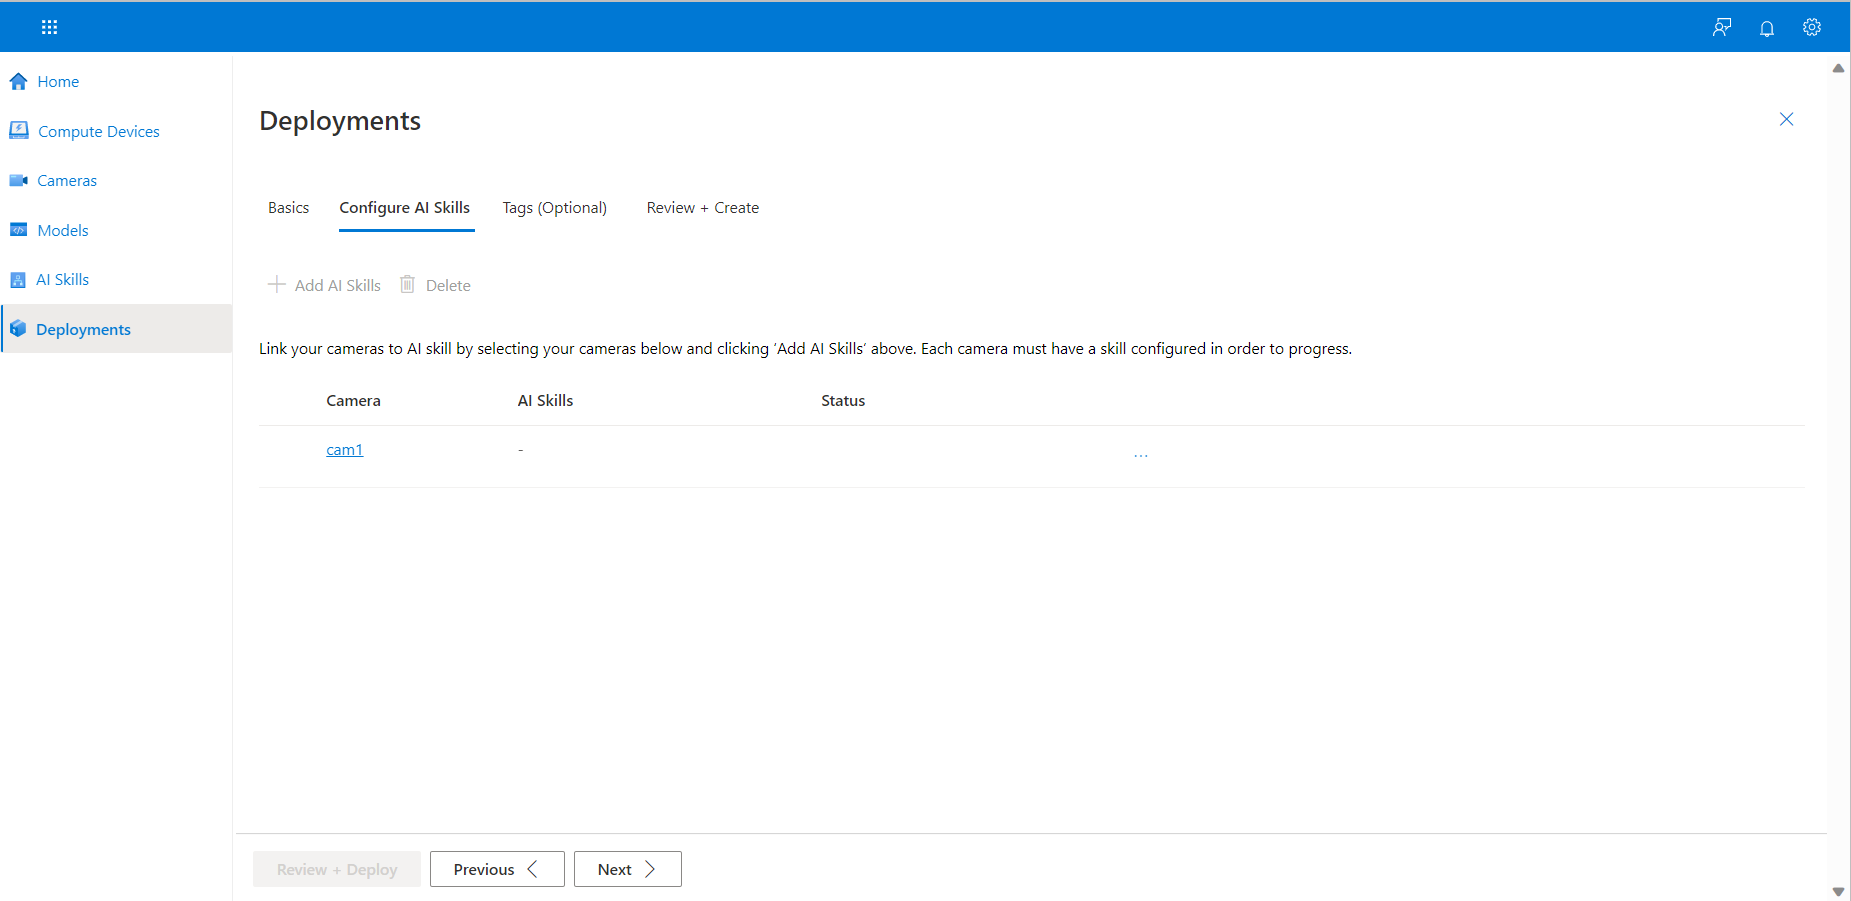 Home
Compute Devices
Cameras
Models
AI Skills
Deployments
Deployments
Basics Configure AI Skills Tags (Optional) Review + Create
Add AI Skills Delete
Link your cameras to AI skill by selecting your cameras below and clicking ‘Add AI Skills’ above. Each camera must have a skill configured in order to progress.
Camera AI Skills Status
cam1 - ...
Review + Deploy Previous Next